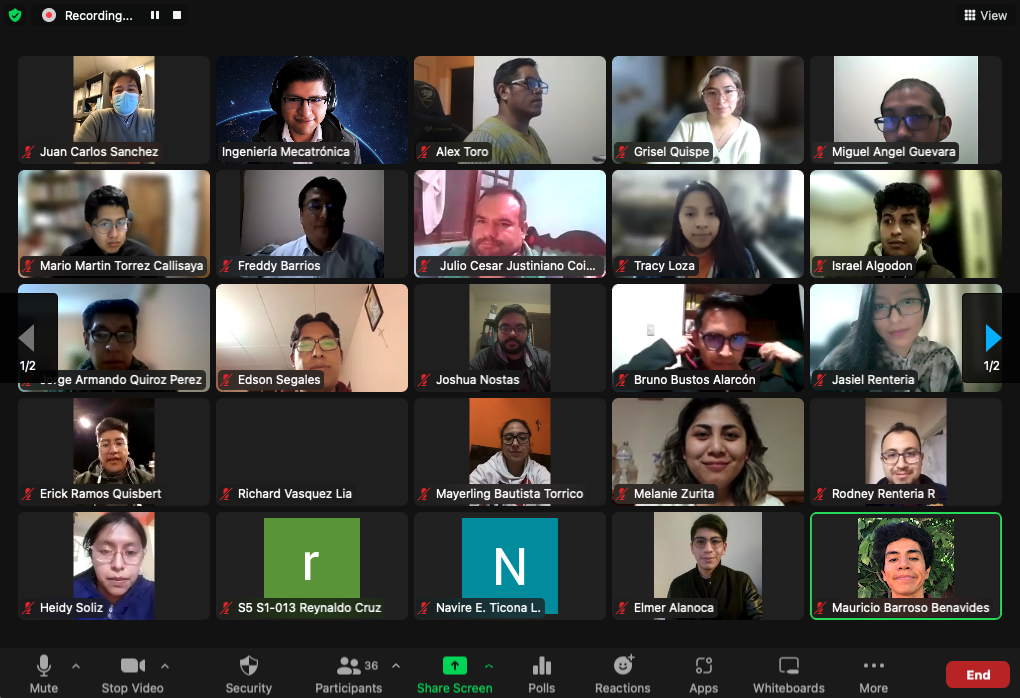 Recording...
View
Juan Carlos Sanchez
Ingeniería Mecatrónica
Alex Toro
Grisel Quispe
Miguel Angel Guevara
Mario Martin Torrez Callisaya
Freddy Barrios
Julio Cesar Justiniano Coi...
Tracy Loza
Israel Algodon
1/2
Jorge Armando Quiroz Perez
Edson Segales
Joshua Nostas
Bruno Bustos Alarcón
Jasiel Renteria
1/2
Erick Ramos Quisbert
Richard Vasquez Lia
Mayerling Bautista Torrico
Melanie Zurita
Rodney Renteria R
Heidy Soliz
r
S5 S1-013 Reynaldo Cruz
N
Navire E. Ticona L.
Elmer Alanoca
Mauricio Barroso Benavides
Mute
Stop Video
Security
36
Participants
Share Screen
Polls
Reactions
Apps
Whiteboards
More
End